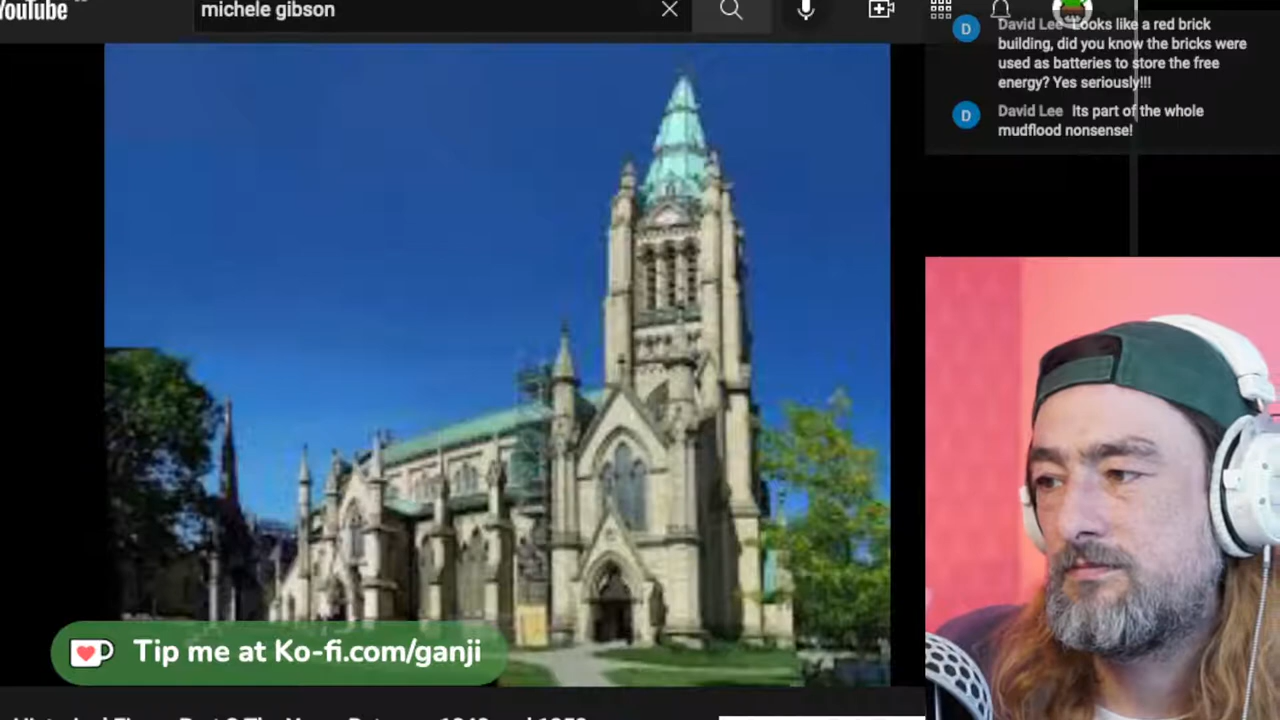 YouTube
michele gibson
David Lee Looks like a red brick
building, did you know the bricks were
used as batteries to store the free
energy? Yes seriously!!!
D
David Lee Its part of the whole
mudflood nonsense!
D
Tip me at Ko-fi.com/ganji